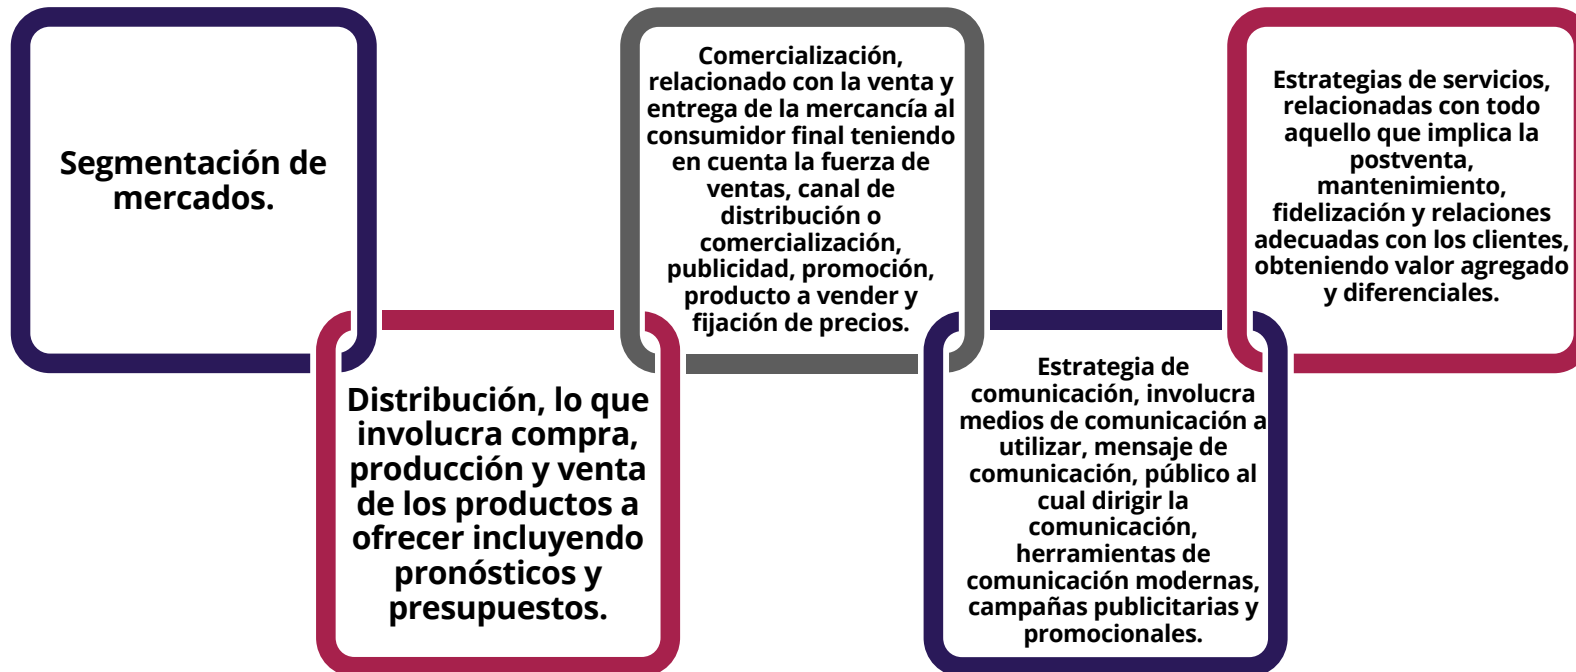 Segmentación de
mercados.
Distribución, lo que
involucra compra,
producción y venta
de los productos a
ofrecer incluyendo
pronósticos y
presupuestos.
Comercialización,
relacionado con la venta y
entrega de la mercancía al
consumidor final teniendo
en cuenta la fuerza de
ventas, canal de
distribución o
comercialización,
publicidad, promoción,
producto a vender y
fijación de precios.
Estrategia de
comunicación, involucra
medios de comunicación a
utilizar, mensaje de
comunicación, público al
cual dirigir la
comunicación,
herramientas de
comunicación modernas,
campañas publicitarias y
promocionales.
Estrategias de servicios,
relacionadas con todo
aquello que implica la
postventa,
mantenimiento,
fidelización y relaciones
adecuadas con los clientes,
obteniendo valor agregado
y diferenciales.